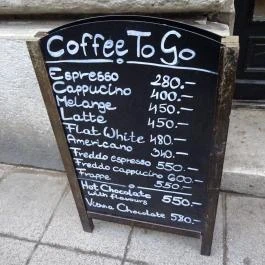 Coffee To Go
Espresso 280.-
Cappucino 400.-
Melange 450.-
Latte 450.-
Flat White 480.-
Americano 340.-
Freddo espresso 550.-
Freddo cappucino 600.-
Frappe 550.-
Hot Chocolate 550.-
with flavours
Vienna Chocolate 580.-